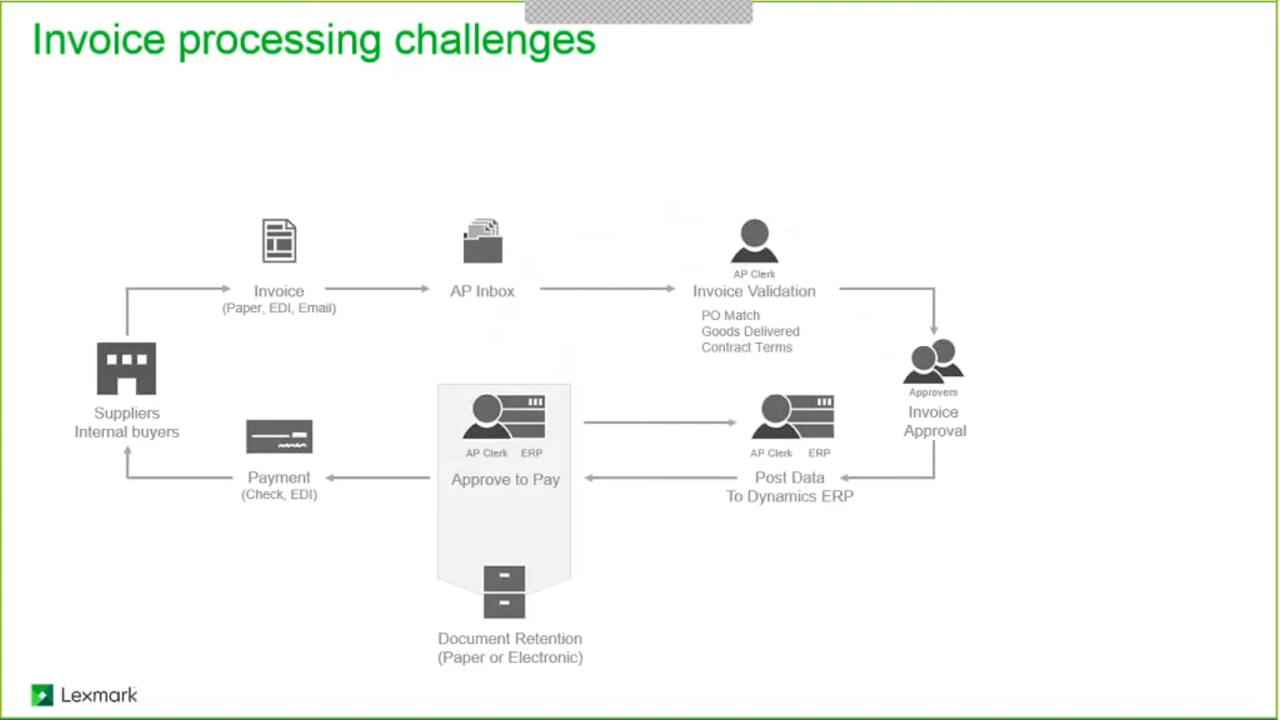 Invoice processing challenges
AP Clerk
Invoice
(Paper, EDI, Email)
AP Inbox
Invoice Validation
PO Match
Goods Delivered
Contract Terms
Approvers
Invoice
Approval
Suppliers
Internal buyers
AP Clerk ERP
Approve to Pay
AP Clerk ERP
Post Data
To Dynamics ERP
Payment
(Check, EDI)
Document Retention
(Paper or Electronic)
Lexmark